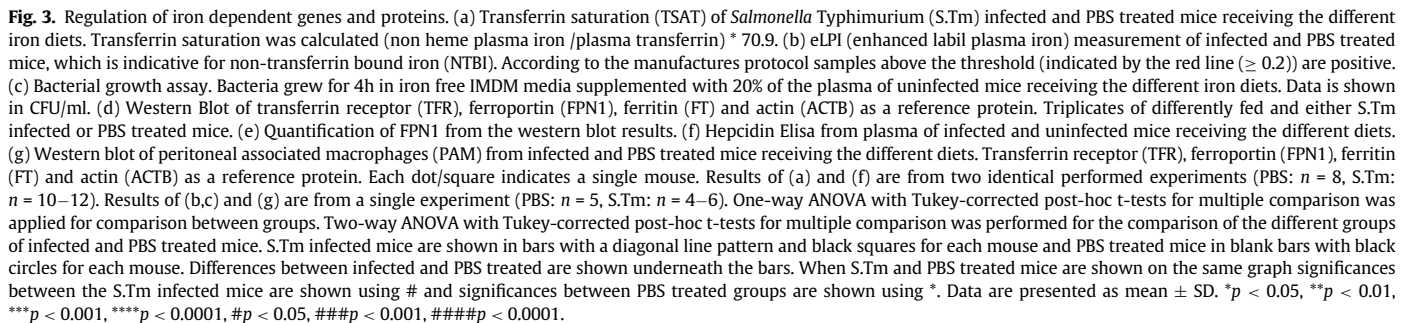 Fig. 3. Regulation of iron dependent genes and proteins. (a) Transferrin saturation (TSAT) of Salmonella Typhimurium (S.Tm) infected and PBS treated mice receiving the different
iron diets. Transferrin saturation was calculated (non heme plasma iron /plasma transferrin) * 70.9. (b) eLPI (enhanced labil plasma iron) measurement of infected and PBS treated
mice, which is indicative for non-transferrin bound iron (NTBI). According to the manufactures protocol samples above the threshold (indicated by the red line (≥ 0.2)) are positive.
(c) Bacterial growth assay. Bacteria grew for 4h in iron free IMDM media supplemented with 20% of the plasma of uninfected mice receiving the different iron diets. Data is shown
in CFU/ml. (d) Western Blot of transferrin receptor (TFR), ferroportin (FPN1), ferritin (FT) and actin (ACTB) as a reference protein. Triplicates of differently fed and either S.Tm
infected or PBS treated mice. (e) Quantification of FPN1 from the western blot results. (f) Hepcidin Elisa from plasma of infected and uninfected mice receiving the different diets.
(g) Western blot of peritoneal associated macrophages (PAM) from infected and PBS treated mice receiving the different diets. Transferrin receptor (TFR), ferroportin (FPN1), ferritin
(FT) and actin (ACTB) as a reference protein. Each dot/square indicates a single mouse. Results of (a) and (f) are from two identical performed experiments (PBS: n = 8, S.Tm:
n = 10−12). Results of (b,c) and (g) are from a single experiment (PBS: n = 5, S.Tm: n = 4−6). One-way ANOVA with Tukey-corrected post-hoc t-tests for multiple comparison was
applied for comparison between groups. Two-way ANOVA with Tukey-corrected post-hoc t-tests for multiple comparison was performed for the comparison of the different groups
of infected and PBS treated mice. S.Tm infected mice are shown in bars with a diagonal line pattern and black squares for each mouse and PBS treated mice in blank bars with black
circles for each mouse. Differences between infected and PBS treated are shown underneath the bars. When S.Tm and PBS treated mice are shown on the same graph significances
between the S.Tm infected mice are shown using # and significances between PBS treated groups are shown using *. Data are presented as mean ± SD. *p < 0.05, **p < 0.01,
***p < 0.001, ****p < 0.0001, #p < 0.05, ###p < 0.001, ####p < 0.0001.